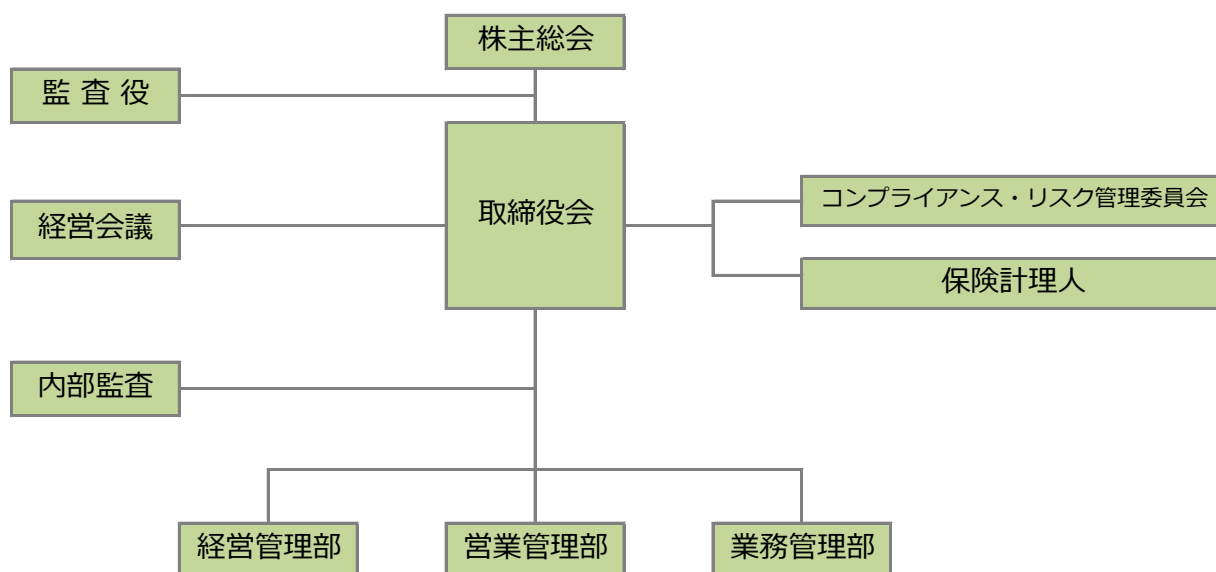 株主総会
監 査 役
取締役会
経営会議
コンプライアンス・リスク管理委員会
保険計理人
内部監査
経営管理部
営業管理部
業務管理部